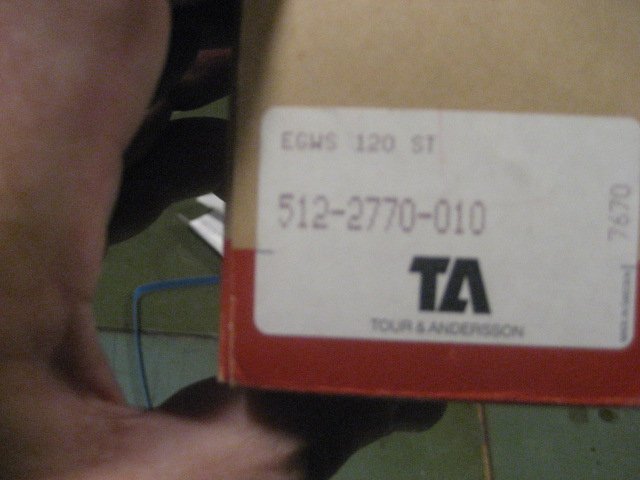 EGWS 120 ST
512-2770-010
7670
TA
TOUR & ANDERSSON